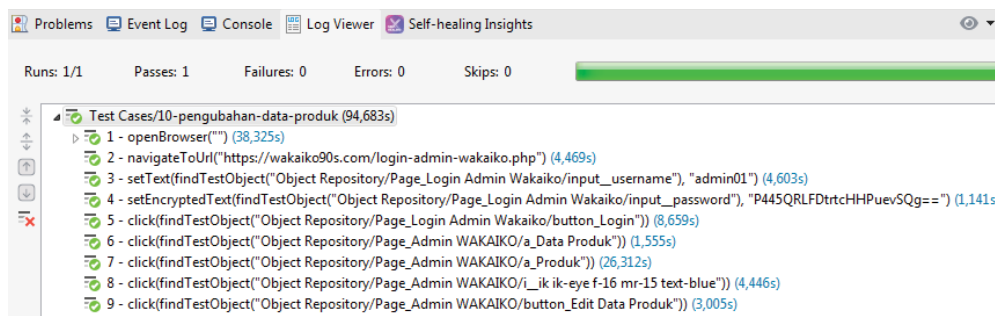 Problems Event Log Console Log Viewer Self-healing Insights
Runs: 1/1 Passes: 1 Failures: 0 Errors: 0 Skips: 0
Test Cases/10-pengubahan-data-produk (94,683s)
1 - openBrowser("") (38,325s)
2 - navigateToUrl("https://wakaiko90s.com/login-admin-wakaiko.php") (4,469s)
3 - setText(findTestObject("Object Repository/Page_Login Admin Wakaiko/input__username"), "admin01") (4,603s)
4 - setEncryptedText(findTestObject("Object Repository/Page_Login Admin Wakaiko/input__password"), "P445QRLFDtrtcHHPuevSQg==") (1,141s
5 - click(findTestObject("Object Repository/Page_Login Admin Wakaiko/button_Login")) (8,659s)
6 - click(findTestObject("Object Repository/Page_Admin WAKAIKO/a_Data Produk")) (1,555s)
7 - click(findTestObject("Object Repository/Page_Admin WAKAIKO/a_Produk")) (26,312s)
8 - click(findTestObject("Object Repository/Page_Admin WAKAIKO/i__ik ik-eye f-16 mr-15 text-blue")) (4,446s)
9 - click(findTestObject("Object Repository/Page_Admin WAKAIKO/button_Edit Data Produk")) (3,005s)